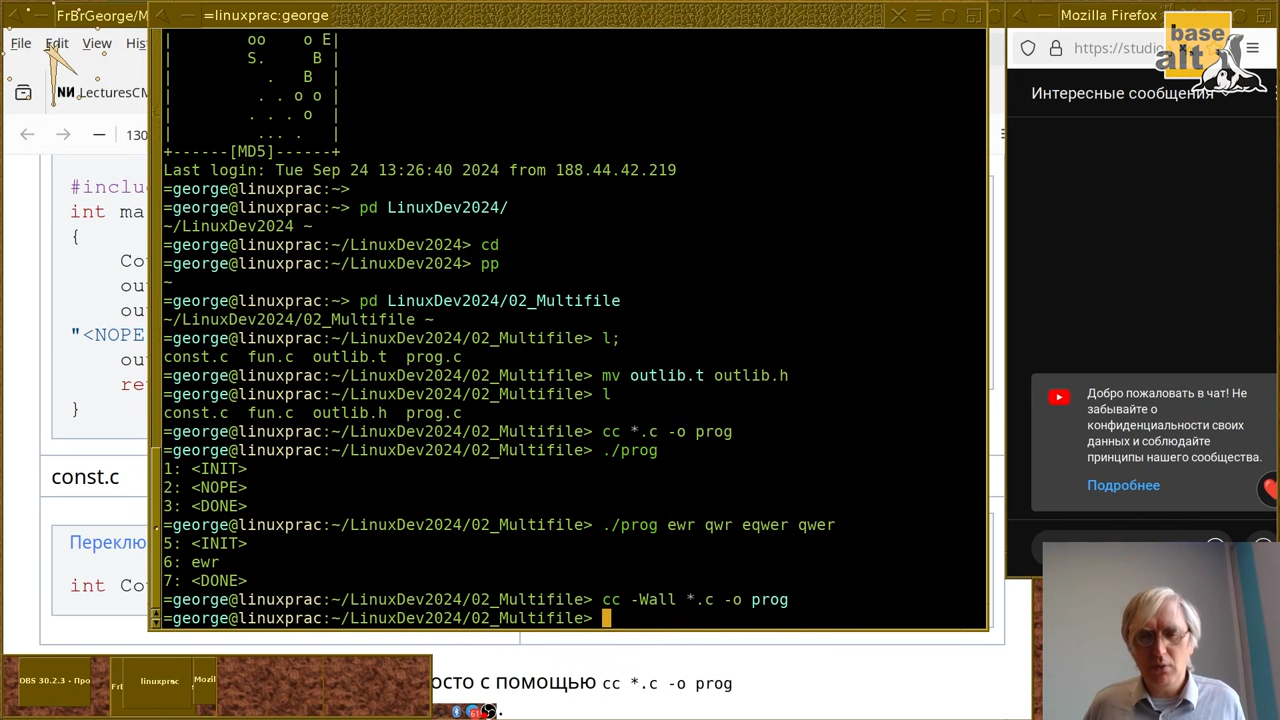 FrBrGeorge/M
=linuxprac:george
Mozilla Firefox
File Edit View His
https://studio.
base
alt
LecturesCM
Интересные сообщения
130
#inclu
int ma
{
Co
ou
ou
"<NOPE
ou
re
}
const.c
Переклю
int Co
| oo o E|
| S. B |
| . B |
| . . o o |
| . . . o |
| ... . |
+------[MD5]------+
Last login: Tue Sep 24 13:26:40 2024 from 188.44.42.219
=george@linuxprac:~>
=george@linuxprac:~> pd LinuxDev2024/
~/LinuxDev2024 ~
=george@linuxprac:~/LinuxDev2024> cd
=george@linuxprac:~/LinuxDev2024> pp
~
=george@linuxprac:~> pd LinuxDev2024/02_Multifile
~/LinuxDev2024/02_Multifile ~
=george@linuxprac:~/LinuxDev2024/02_Multifile> l;
const.c fun.c outlib.t prog.c
=george@linuxprac:~/LinuxDev2024/02_Multifile> mv outlib.t outlib.h
=george@linuxprac:~/LinuxDev2024/02_Multifile> l
const.c fun.c outlib.h prog.c
=george@linuxprac:~/LinuxDev2024/02_Multifile> cc *.c -o prog
=george@linuxprac:~/LinuxDev2024/02_Multifile> ./prog
1: <INIT>
2: <NOPE>
3: <DONE>
=george@linuxprac:~/LinuxDev2024/02_Multifile> ./prog ewr qwr eqwer qwer
5: <INIT>
6: ewr
7: <DONE>
=george@linuxprac:~/LinuxDev2024/02_Multifile> cc -Wall *.c -o prog
=george@linuxprac:~/LinuxDev2024/02_Multifile>
Добро пожаловать в чат! Не
забывайте о
конфиденциальности своих
данных и соблюдайте
принципы нашего сообщества.
Подробнее
OBS 30.2.3 - Про
FrE
linuxprac
Mozil
осто с помощью cc *.c -o prog
61
.